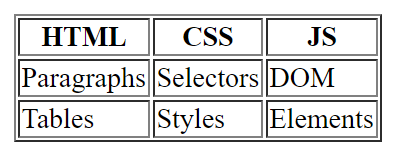 HTML CSS JS
Paragraphs Selectors DOM
Tables Styles Elements